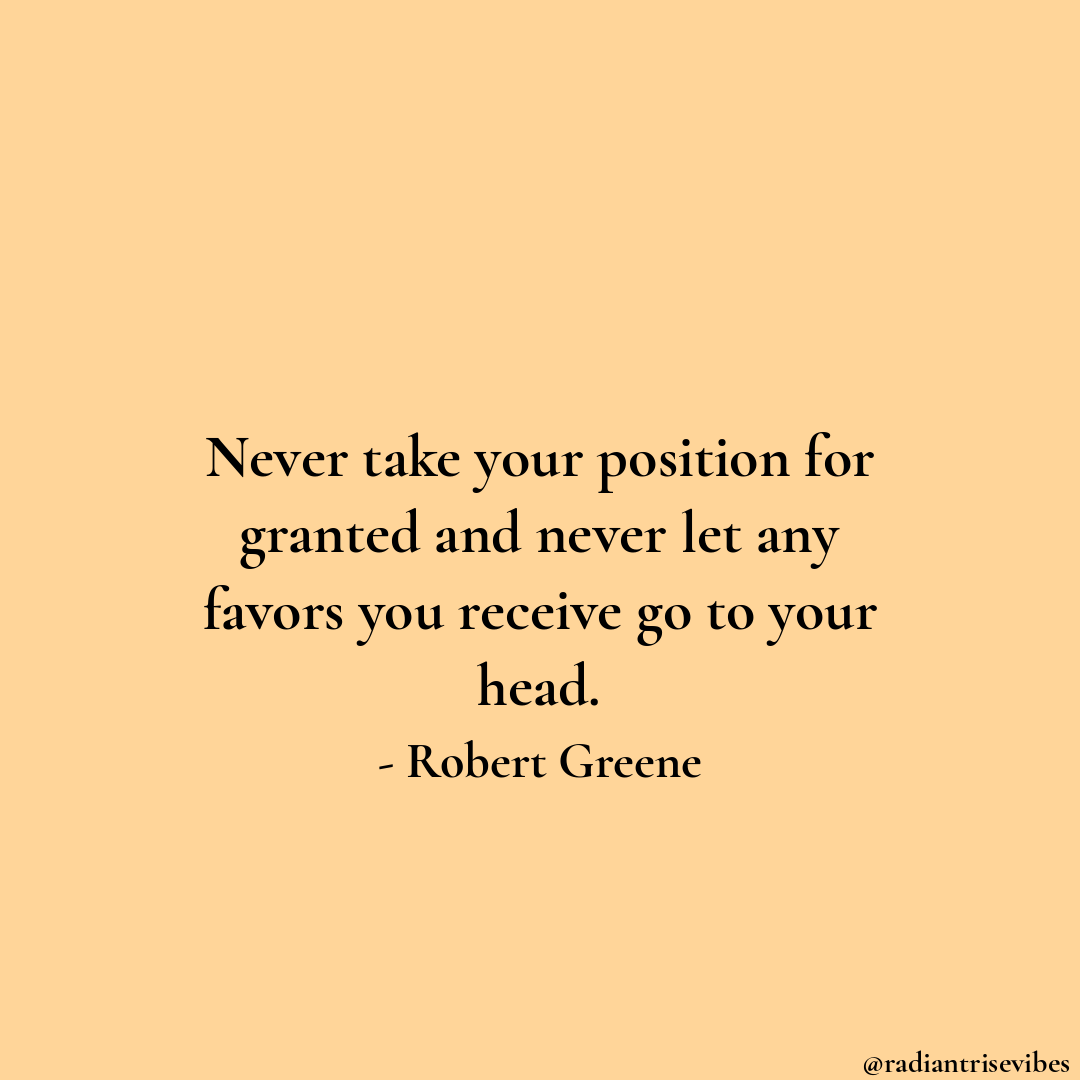 Never take your position for
granted and never let any
favors you receive go to your
head.
- Robert Greene
@radiantrisevibes